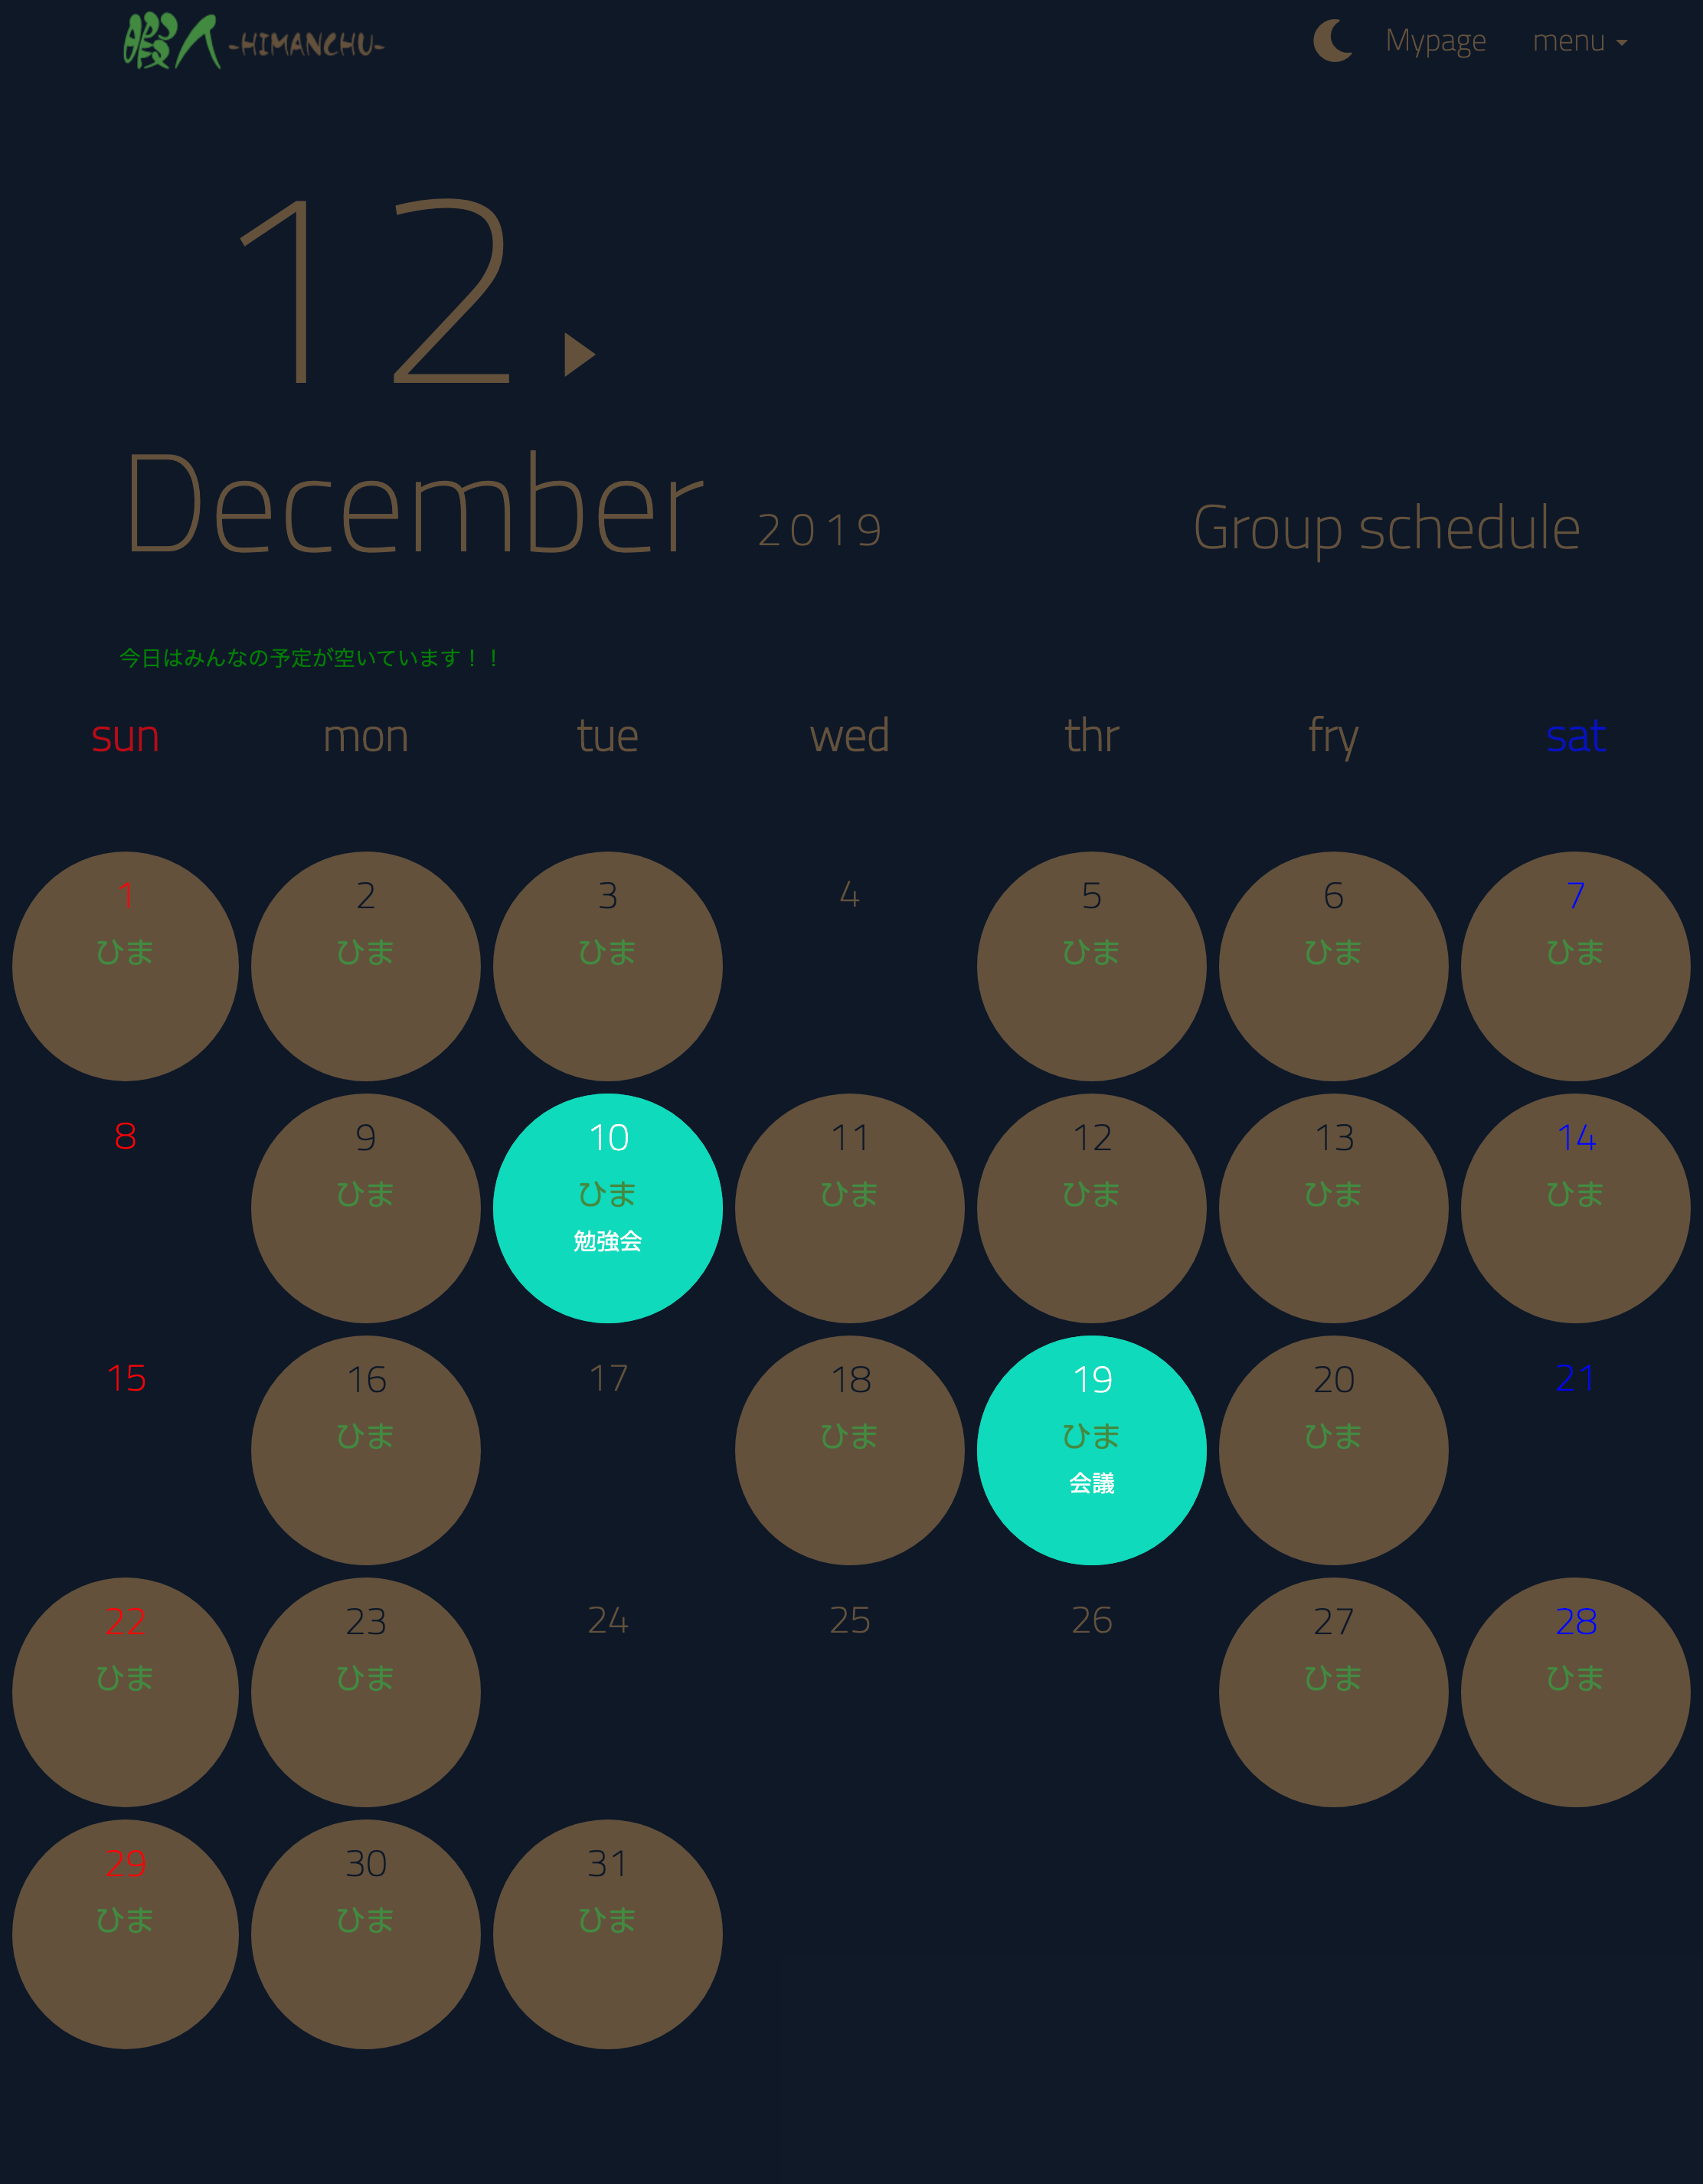 暇人 -HIMANCHU- Mypage menu
12
December 2019 Group schedule
今日はみんなの予定が空いています！！
sun mon tue wed thr fry sat
1 2 3 4 5 6 7
ひま ひま ひま ひま ひま ひま
8 9 10 11 12 13 14
ひま ひま ひま ひま ひま ひま
勉強会
15 16 17 18 19 20 21
ひま ひま ひま ひま
会議
22 23 24 25 26 27 28
ひま ひま ひま ひま
29 30 31
ひま ひま ひま